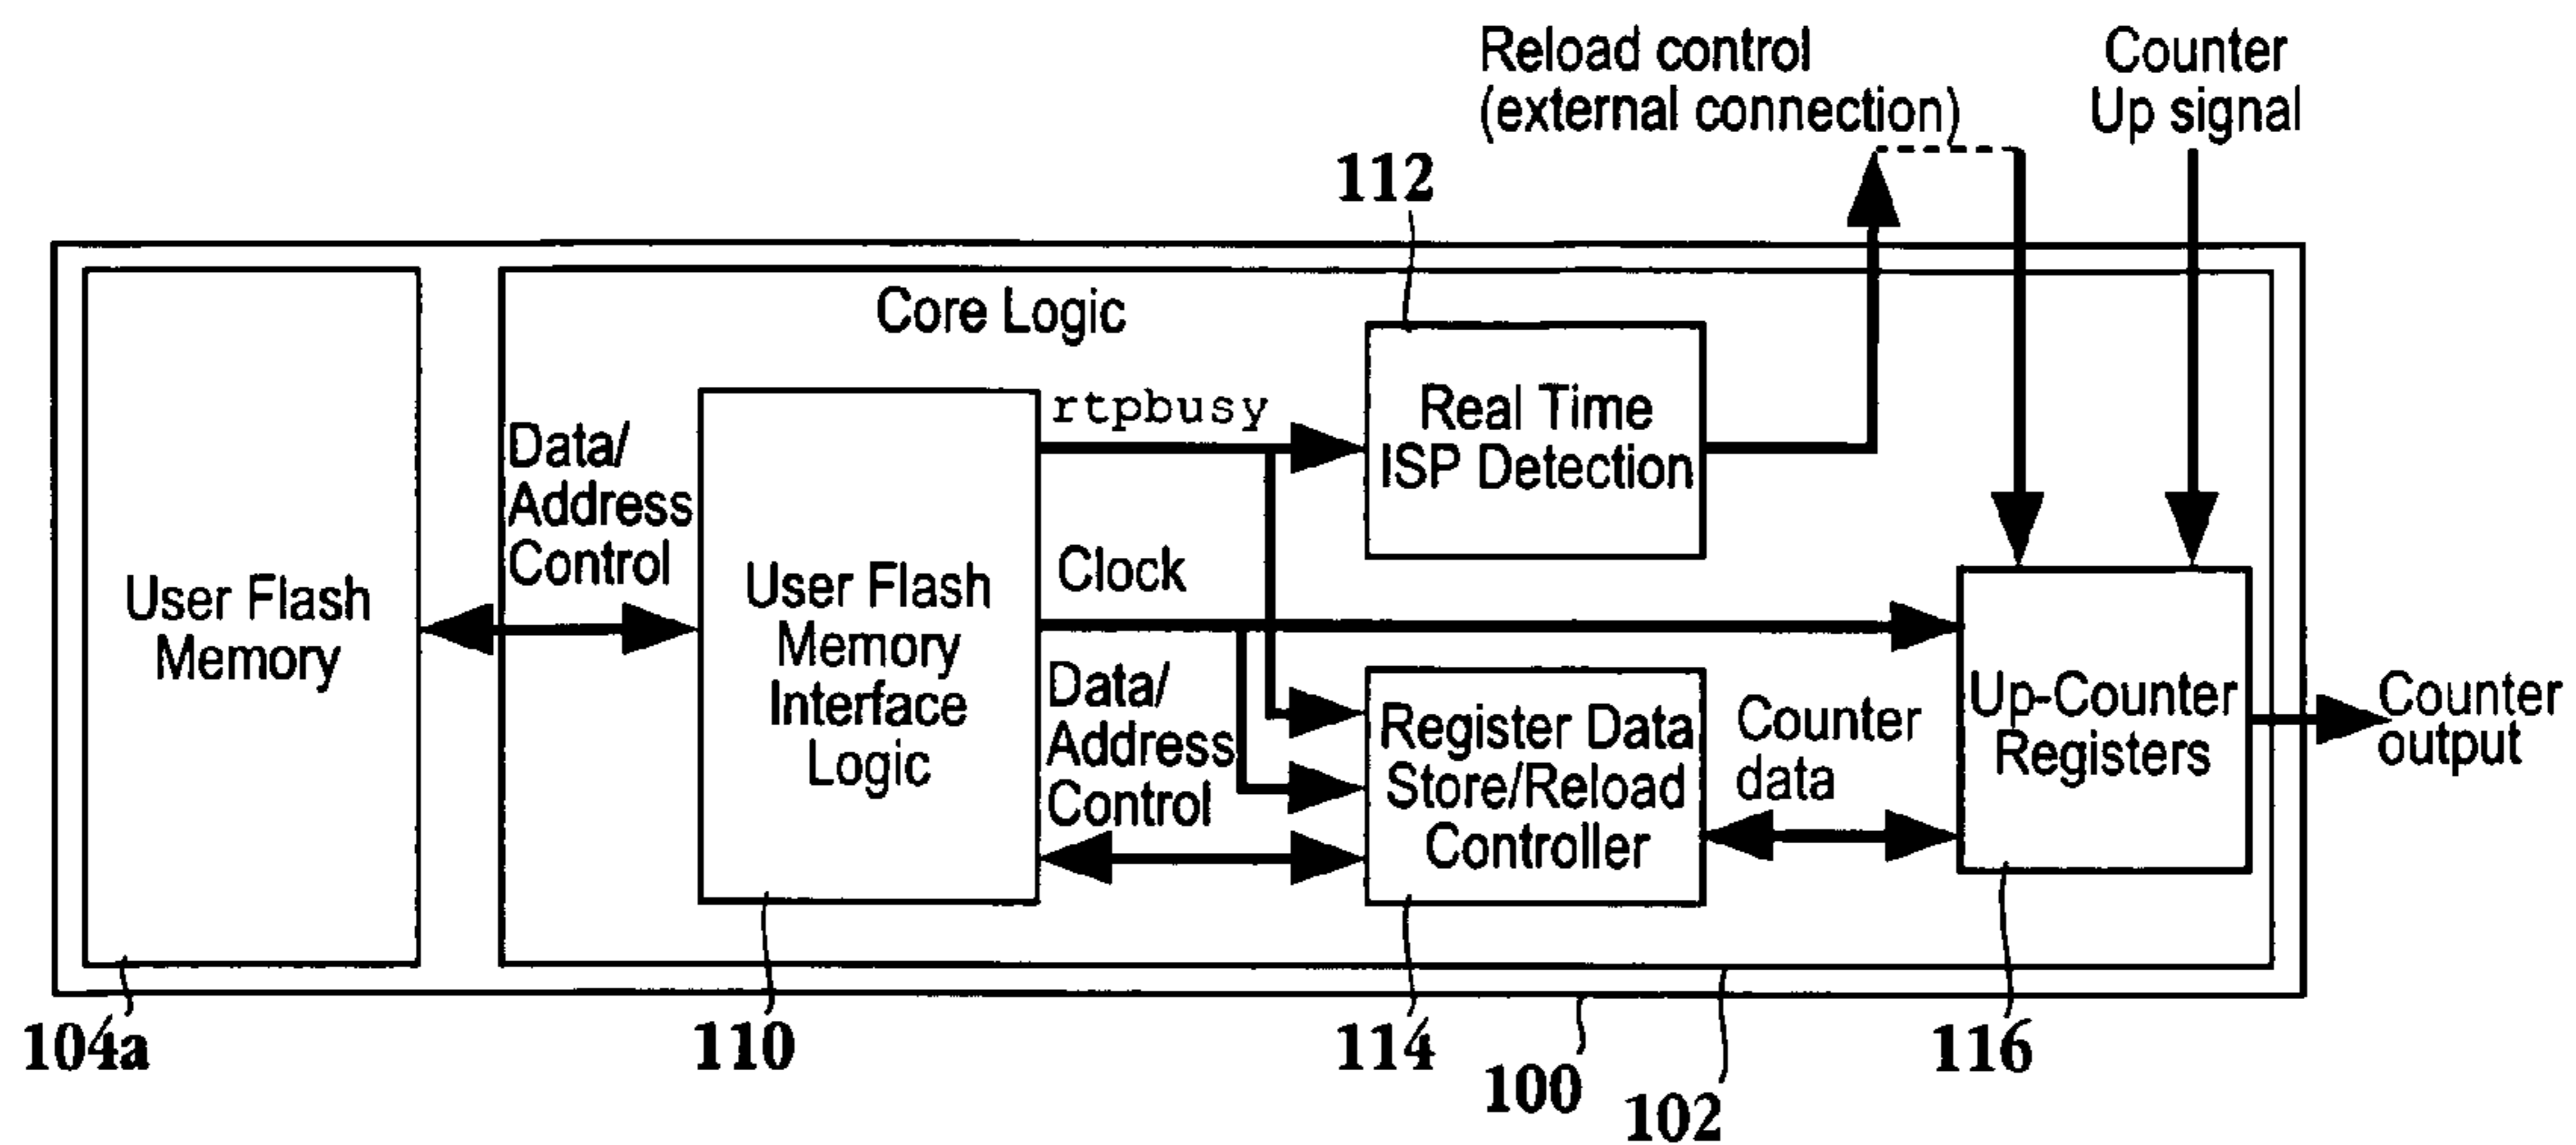 Reload control
(external connection)
Counter
Up signal
112
Core Logic
rtpbusy
Real Time
ISP Detection
Data/
Address
Control
User Flash
Memory
User Flash
Memory
Interface
Logic
Clock
Data/
Address
Control
Register Data
Store/Reload
Controller
Counter
data
Up-Counter
Registers
Counter
output
104a
110
114
100
102
116